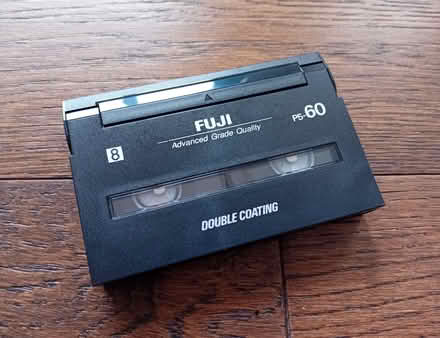 FUJI
Advanced Grade Quality
P5-60
8
DOUBLE COATING